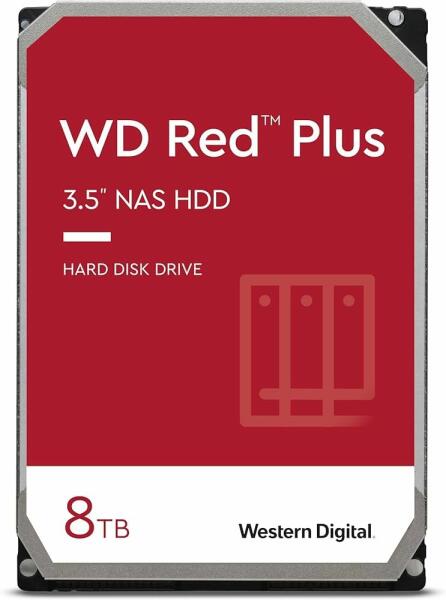 WD Red™ Plus
3.5" NAS HDD
HARD DISK DRIVE
8TB
Western Digital.